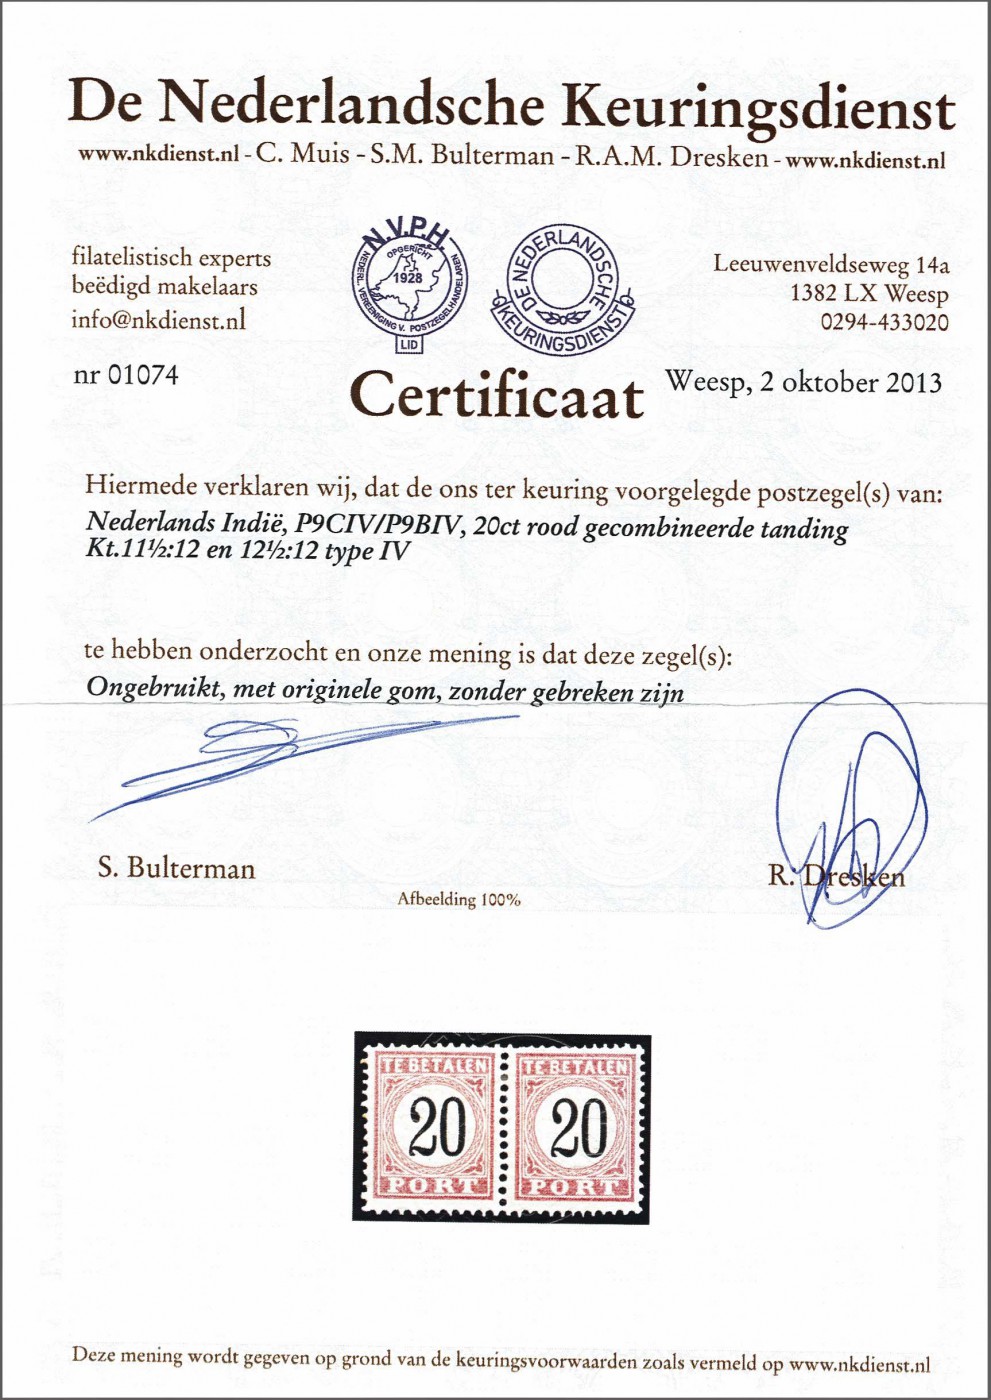 De Nederlandsche Keuringsdienst
www.nkdienst.nl - C. Muis - S.M. Bulterman - R.A.M. Dresken - www.nkdienst.nl
filatelistisch experts
beëdigd makelaars
info@nkdienst.nl
N.V.P.H.
OPGERICHT
1928
NEDERL. VEREENIGING V. POSTZEGELHANDELAREN
LID
DE NEDERLANDSCHE
KEURINGSDIENST
Leeuwenveldseweg 14a
1382 LX Weesp
0294-433020
nr 01074
Certificaat
Weesp, 2 oktober 2013
Hiermede verklaren wij, dat de ons ter keuring voorgelegde postzegel(s) van:
Nederlands Indië, P9CIV/P9BIV, 20ct rood gecombineerde tanding
Kt.11½:12 en 12½:12 type IV
te hebben onderzocht en onze mening is dat deze zegel(s):
Ongebruikt, met originele gom, zonder gebreken zijn
S. Bulterman
R. Dresken
Afbeelding 100%
TE BETALEN TE BETALEN
20 20
PORT PORT
Deze mening wordt gegeven op grond van de keuringsvoorwaarden zoals vermeld op www.nkdienst.nl